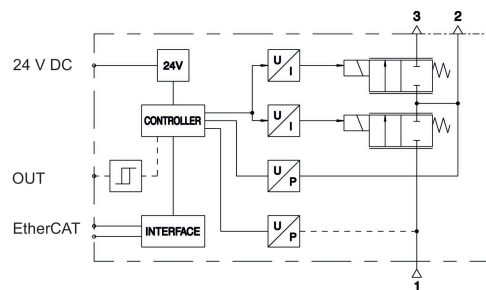 3 2
24 V DC
24V
U
I
CONTROLLER
U
I
OUT
U
P
EtherCAT
INTERFACE
U
P
1